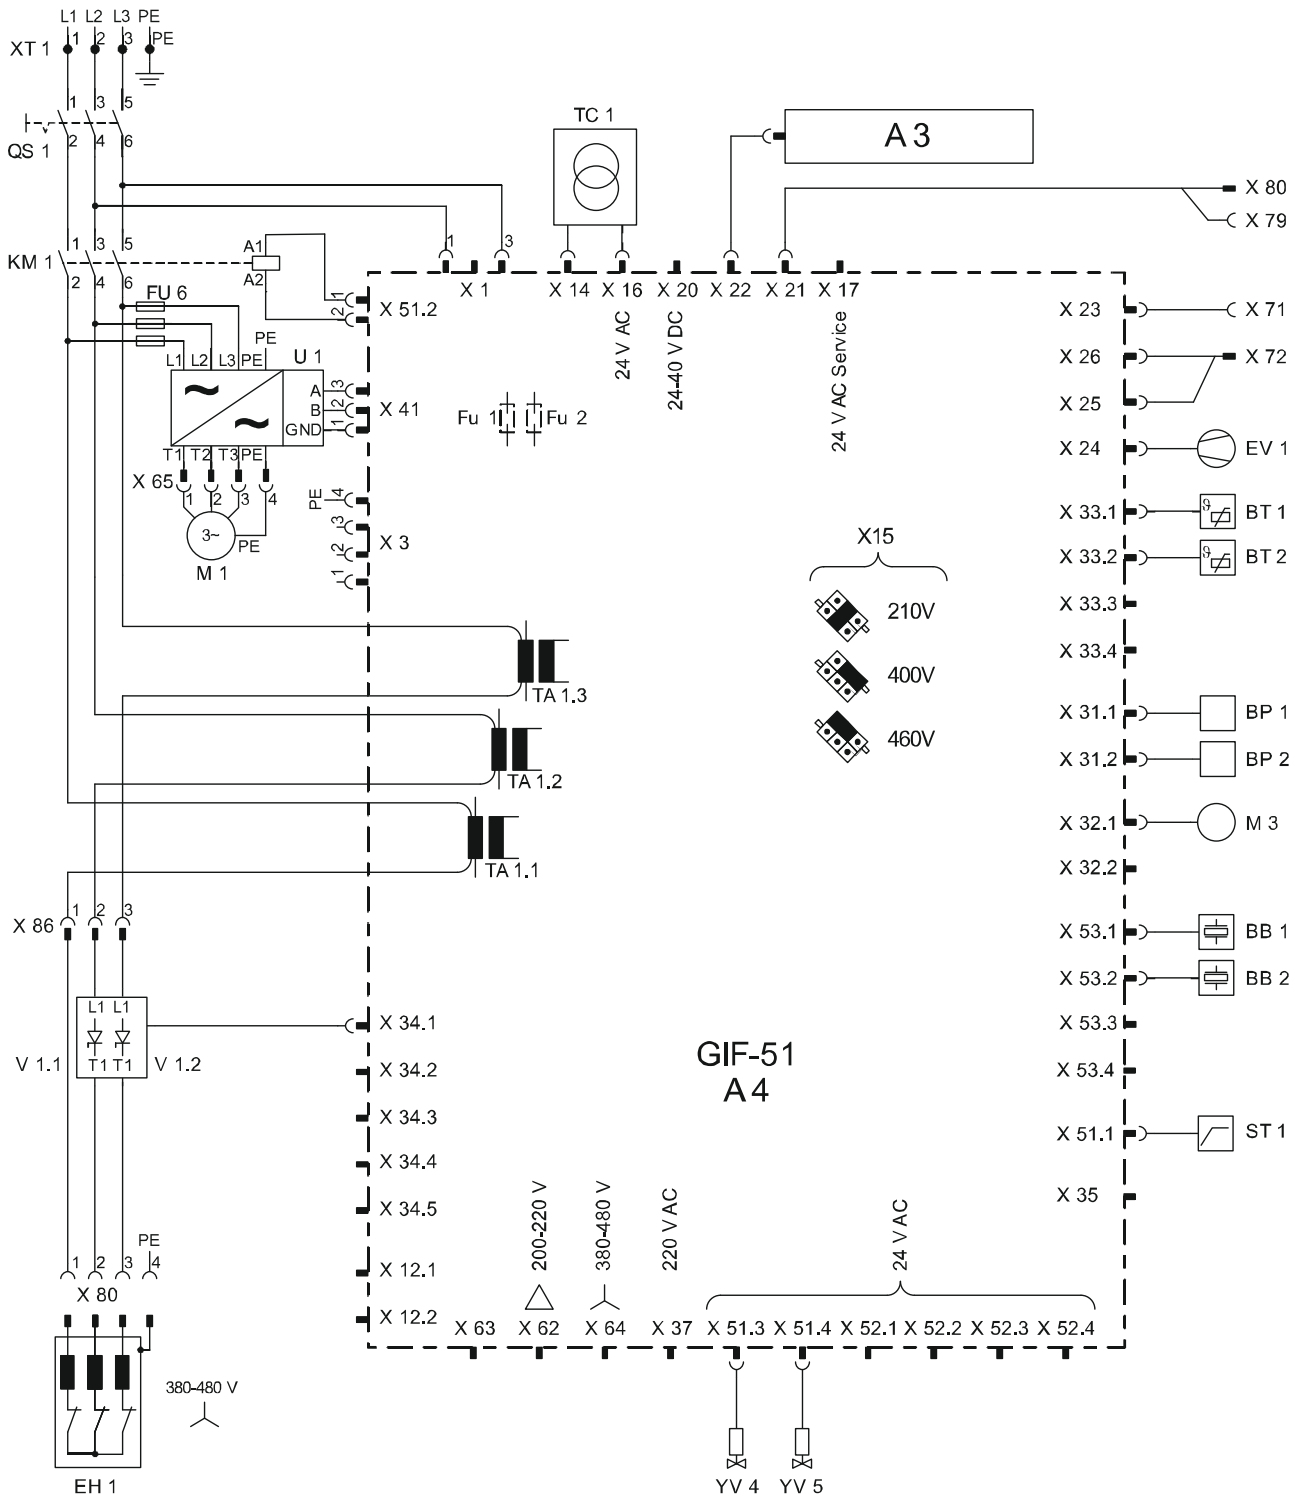 L1 L2 L3 PE
XT 1 1 2 3 PE
1 3 5
QS 1 2 4 6
TC 1
A 3
X 80
X 79
KM 1 1 3 5
2 4 6
A1
A2
1 3
X 1 X 14 X 16 X 20 X 22 X 21 X 17
24 V AC
24-40 V DC
24 V AC Service
FU 6
1
2
X 51.2
X 23 X 71
X 26 X 72
X 25
X 24 EV 1
L1 L2 L3 PE
PE
U 1
A 3
B 2
GND 1
X 41
Fu 1 Fu 2
T1 T2 T3 PE
X 65
1 2 3 4
3~
PE
M 1
PE 4
3
2
1
X 3
X 33.1 BT 1
X 33.2 BT 2
X 33.3
X 33.4
ϑ
ϑ
X15
210V
400V
460V
TA 1.3
TA 1.2
TA 1.1
X 31.1 BP 1
X 31.2 BP 2
X 32.1 M 3
X 32.2
X 86 1 2 3
X 53.1 BB 1
X 53.2 BB 2
X 53.3
X 53.4
L1 L1
T1 T1
V 1.1 V 1.2
X 34.1
X 34.2
X 34.3
X 34.4
X 34.5
GIF-51
A 4
X 51.1 ST 1
X 35
X 12.1
X 12.2
200-220 V
380-480 V
220 V AC
24 V AC
X 63 X 62 X 64 X 37 X 51.3 X 51.4 X 52.1 X 52.2 X 52.3 X 52.4
PE
1 2 3 4
X 80
380-480 V
EH 1
YV 4 YV 5